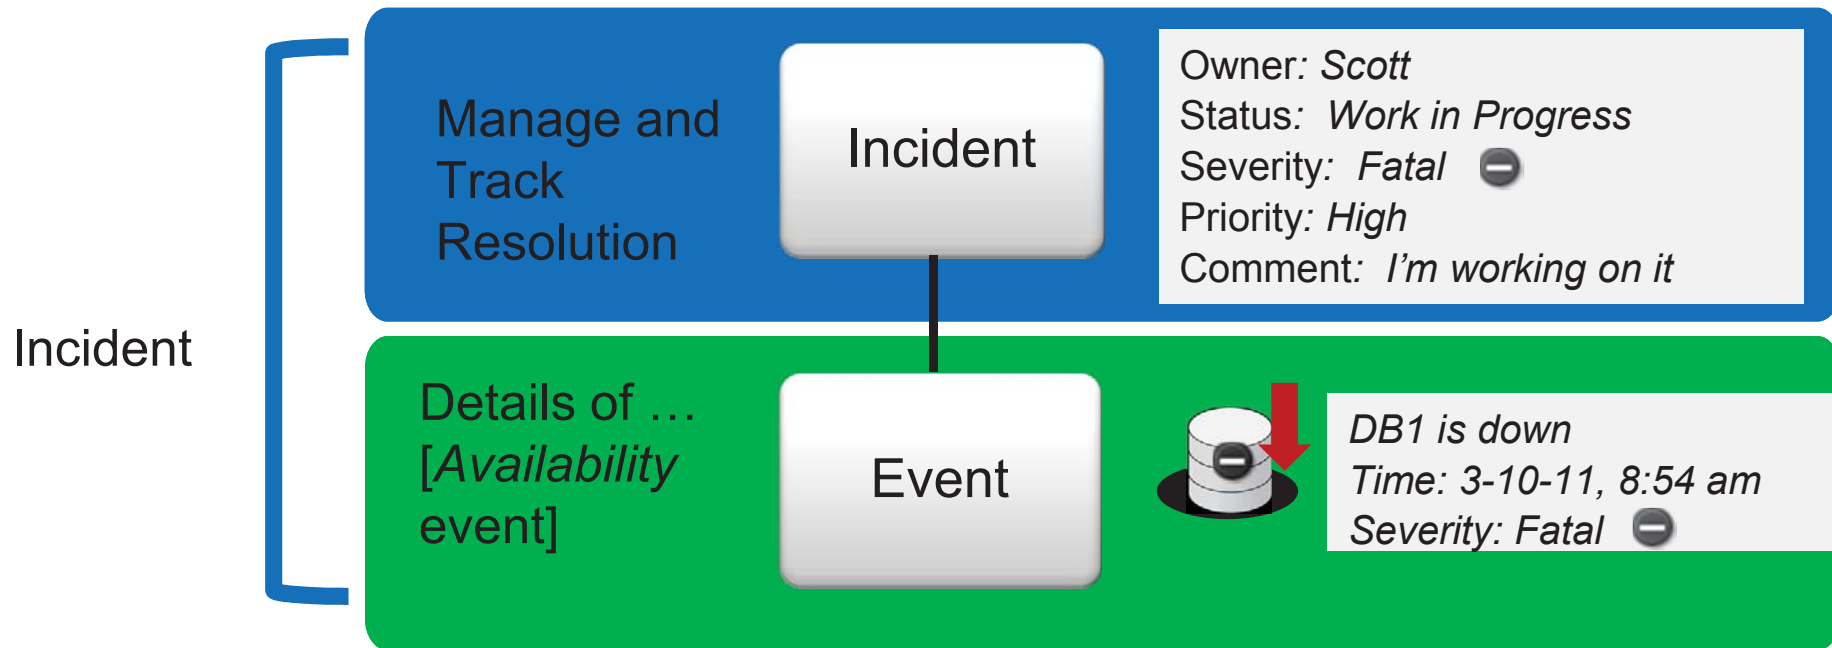 Incident
Manage and
Track
Resolution
Incident
Owner: Scott
Status: Work in Progress
Severity: Fatal
Priority: High
Comment: I'm working on it
Details of …
[Availability
event]
Event
DB1 is down
Time: 3-10-11, 8:54 am
Severity: Fatal